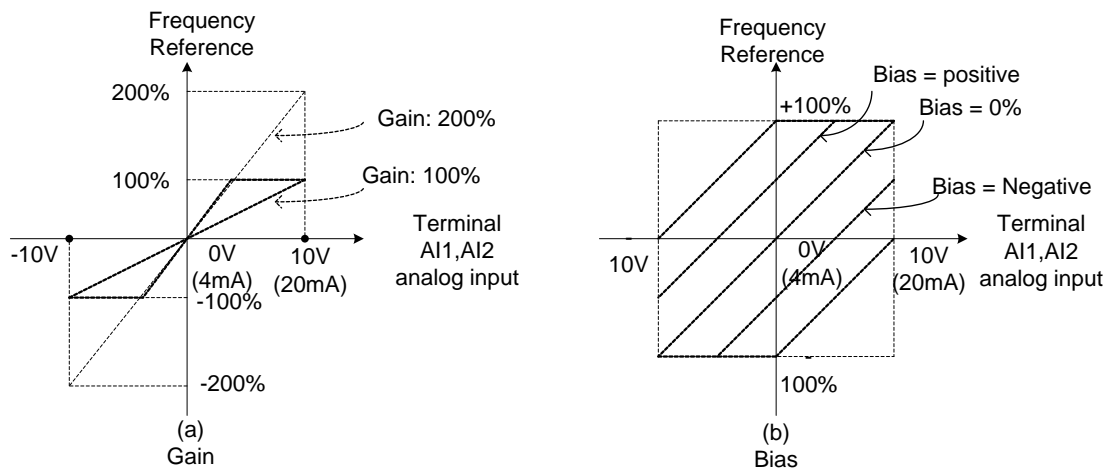 Frequency
Reference
200%
Gain: 200%
100%
Gain: 100%
Terminal
AI1,AI2
analog input
-10V
0V
(4mA)
10V
(20mA)
-100%
-200%
(a)
Gain
Frequency
Reference
Bias = positive
+100%
Bias = 0%
Bias = Negative
Terminal
AI1,AI2
analog input
-
10V
0V
(4mA)
10V
(20mA)
-
100%
(b)
Bias